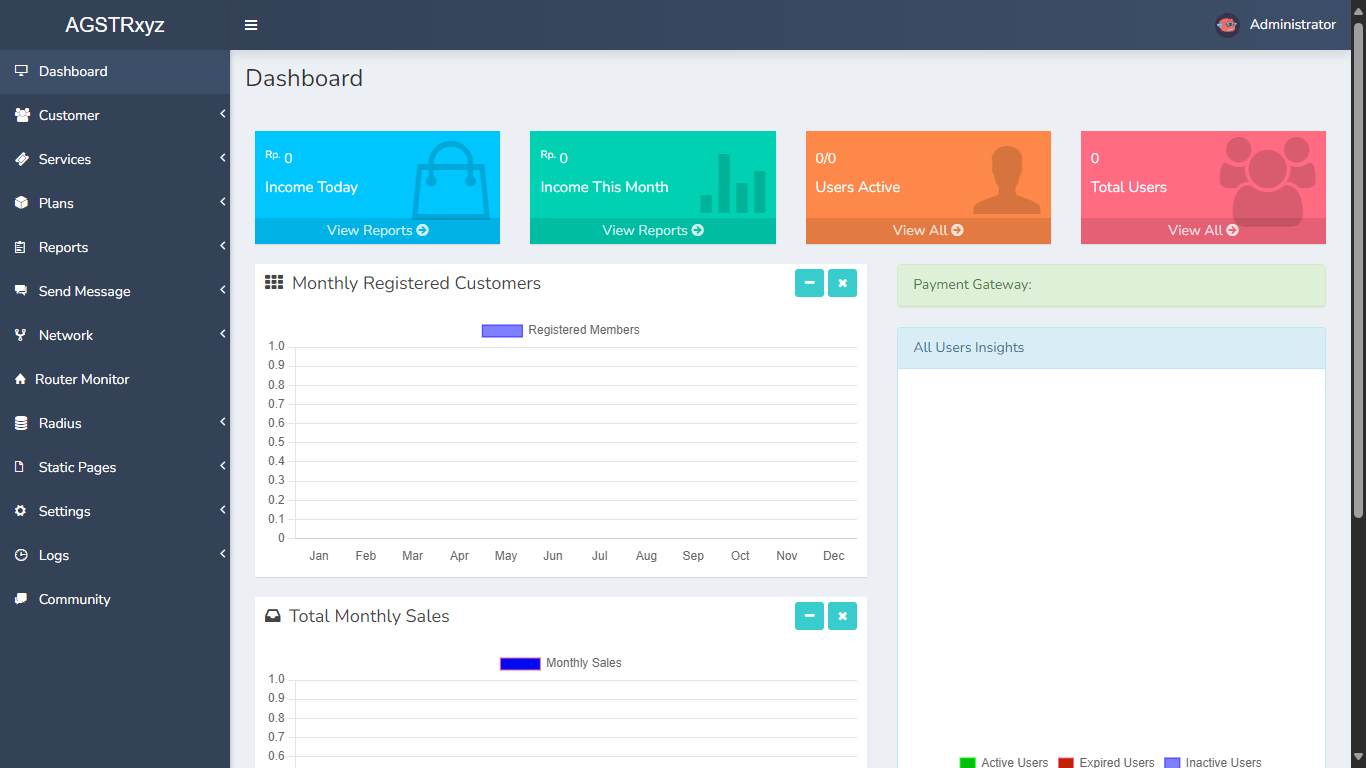 AGSTRxyz
Administrator
Dashboard
Customer
Services
Plans
Reports
Send Message
Network
Router Monitor
Radius
Static Pages
Settings
Logs
Community
Dashboard
Rp. 0
Income Today
View Reports
Rp. 0
Income This Month
View Reports
0/0
Users Active
View All
0
Total Users
View All
Monthly Registered Customers
Registered Members
1.0
0.9
0.8
0.7
0.6
0.5
0.4
0.3
0.2
0.1
0
Jan Feb Mar Apr May Jun Jul Aug Sep Oct Nov Dec
Total Monthly Sales
Monthly Sales
1.0
0.9
0.8
0.7
0.6
Payment Gateway:
All Users Insights
Active Users Expired Users Inactive Users